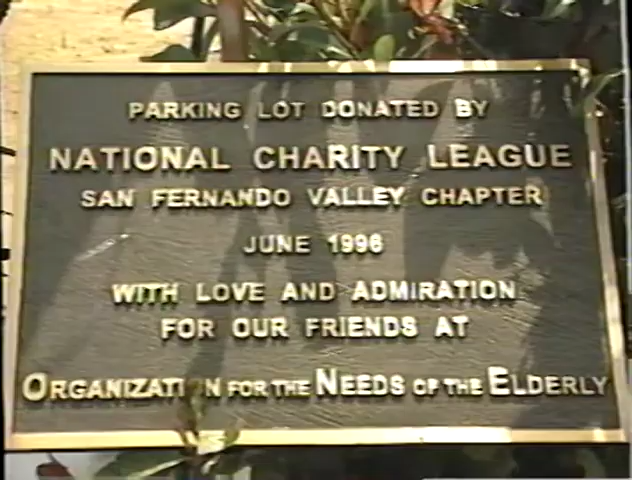 PARKING LOT DONATED BY
NATIONAL CHARITY LEAGUE
SAN FERNANDO VALLEY CHAPTER
JUNE 1996
WITH LOVE AND ADMIRATION
FOR OUR FRIENDS AT
ORGANIZATION FOR THE NEEDS OF THE ELDERLY